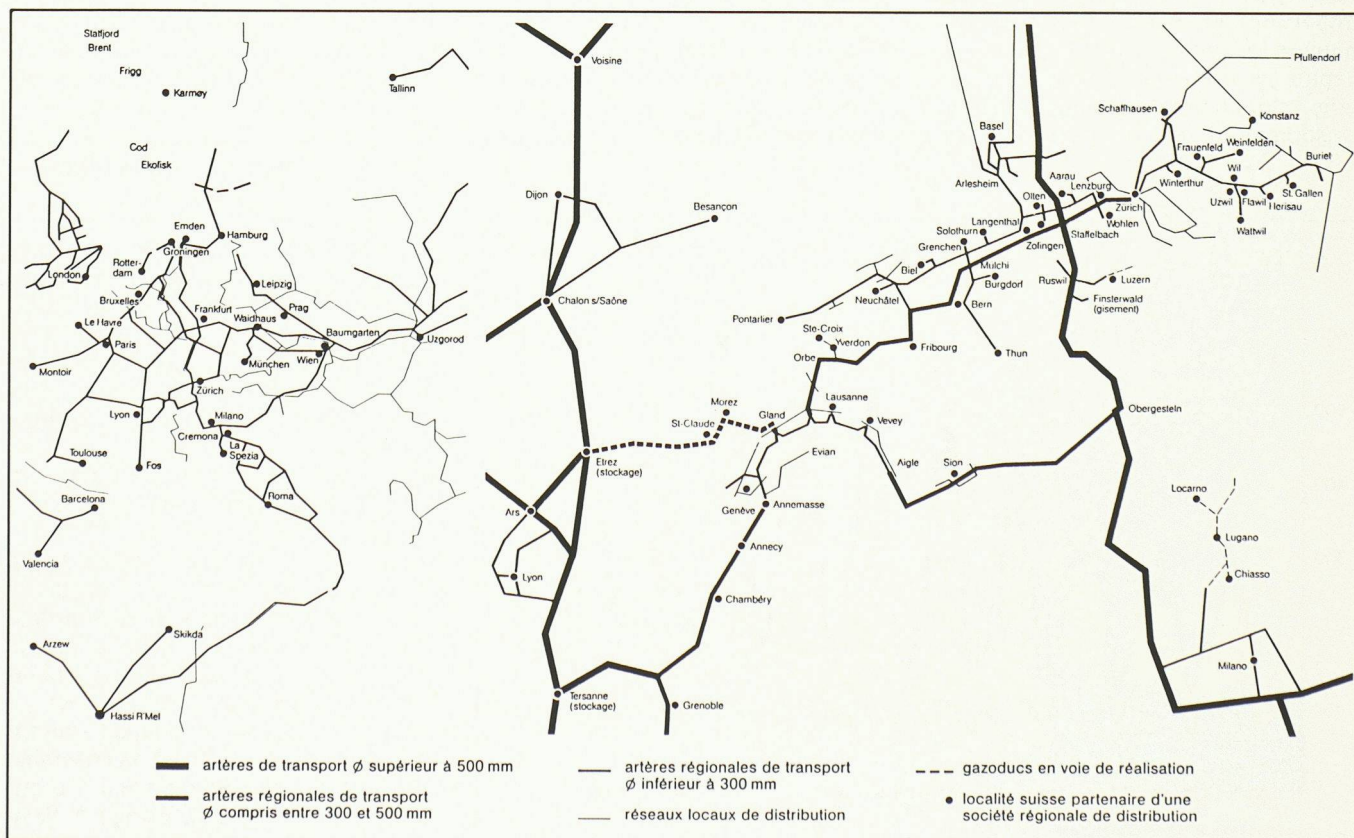 Statfjord
Brent
Frigg
Karmøy
Tallinn
Cod
Ekofisk
Emden
Groningen
Hamburg
Rotter-
dam
London
Bruxelles
Leipzig
Le Havre
Frankfurt
Prag
Waidhaus
Baumgarten
Paris
Uzgorod
Wien
Montoir
München
Zürich
Lyon
Milano
Cremona
La
Spezia
Toulouse
Fos
Barcelona
Roma
Valencia
Skikda
Arzew
Hassi R'Mel
Voisine
Dijon
Besançon
Chalon s/Saône
Pontarlier
Morez
St-Claude
Etrez
(stockage)
Ars
Lyon
Tersanne
(stockage)
Grenoble
Chambéry
Annecy
Annemasse
Genève
Evian
Gland
Lausanne
Vevey
Aigle
Sion
Orbe
Ste-Croix
Yverdon
Neuchâtel
Fribourg
Biel
Grenchen
Solothurn
Langenthal
Mulchi
Burgdorf
Bern
Thun
Basel
Arlesheim
Olten
Aarau
Lenzburg
Zofingen
Staffelbach
Wohlen
Zürich
Ruswil
Luzern
Finsterwald
(gisement)
Obergesteln
Pfullendorf
Schaffhausen
Konstanz
Frauenfeld
Weinfelden
Buriet
Winterthur
Wil
Uzwil
Flawil
Herisau
St. Gallen
Wattwil
Locarno
Lugano
Chiasso
Milano
artères de transport ø supérieur à 500 mm
artères régionales de transport
ø compris entre 300 et 500 mm
artères régionales de transport
ø inférieur à 300 mm
réseaux locaux de distribution
gazoducs en voie de réalisation
localité suisse partenaire d'une
société régionale de distribution